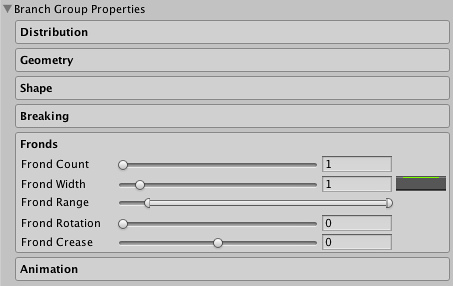 Branch Group Properties
Distribution
Geometry
Shape
Breaking
Fronds
Frond Count 1
Frond Width 1
Frond Range
Frond Rotation 0
Frond Crease 0
Animation